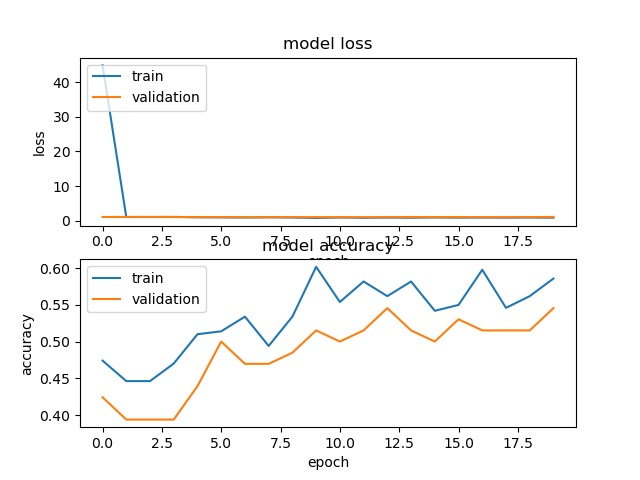 model loss
train
validation
40
30
20
10
0
loss
0.0 2.5 5.0 7.5 10.0 12.5 15.0 17.5
epoch
model accuracy
train
validation
0.60
0.55
0.50
0.45
0.40
accuracy
0.0 2.5 5.0 7.5 10.0 12.5 15.0 17.5
epoch